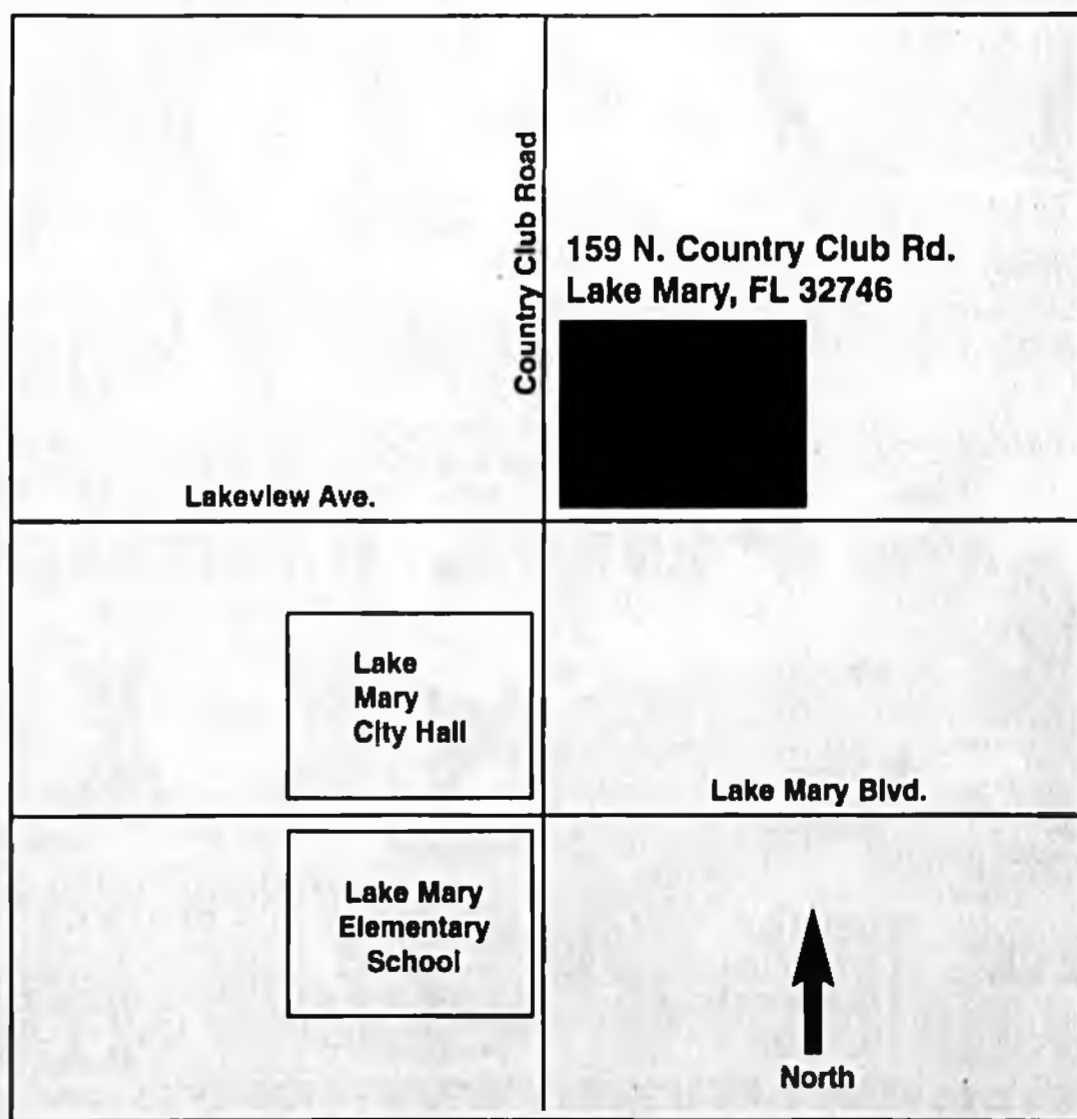 Country Club Road
159 N. Country Club Rd.
Lake Mary, FL 32746
Lakeview Ave.
Lake
Mary
City Hall
Lake Mary Blvd.
Lake Mary
Elementary
School
North